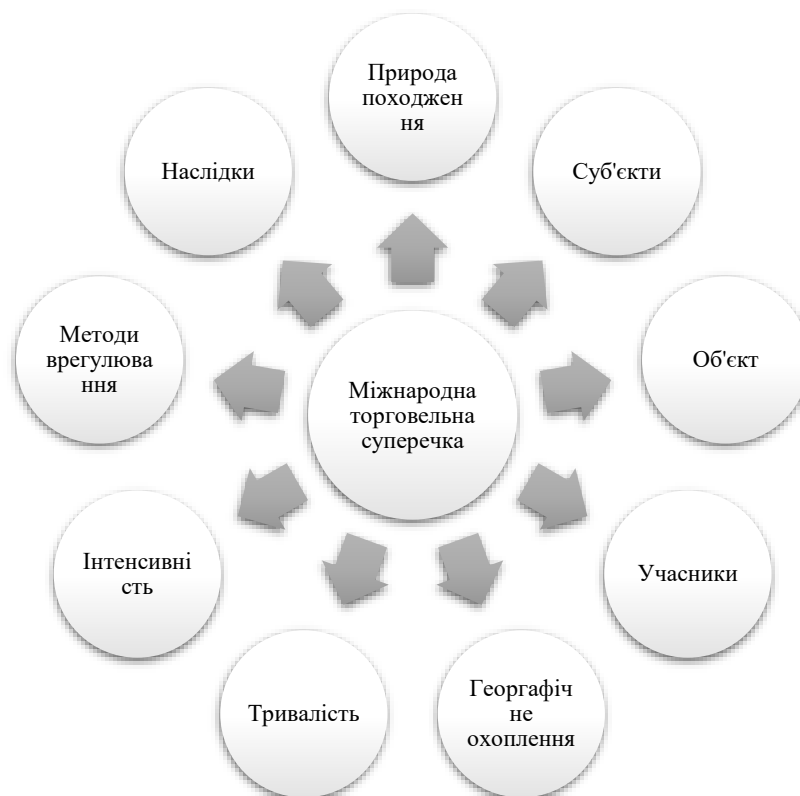 Природа
походжен
ня
Суб'єкти
Об'єкт
Учасники
Георгафіч
не
охоплення
Тривалість
Інтенсивні
сть
Методи
врегулюва
ння
Наслідки
Міжнародна
торговельна
суперечка